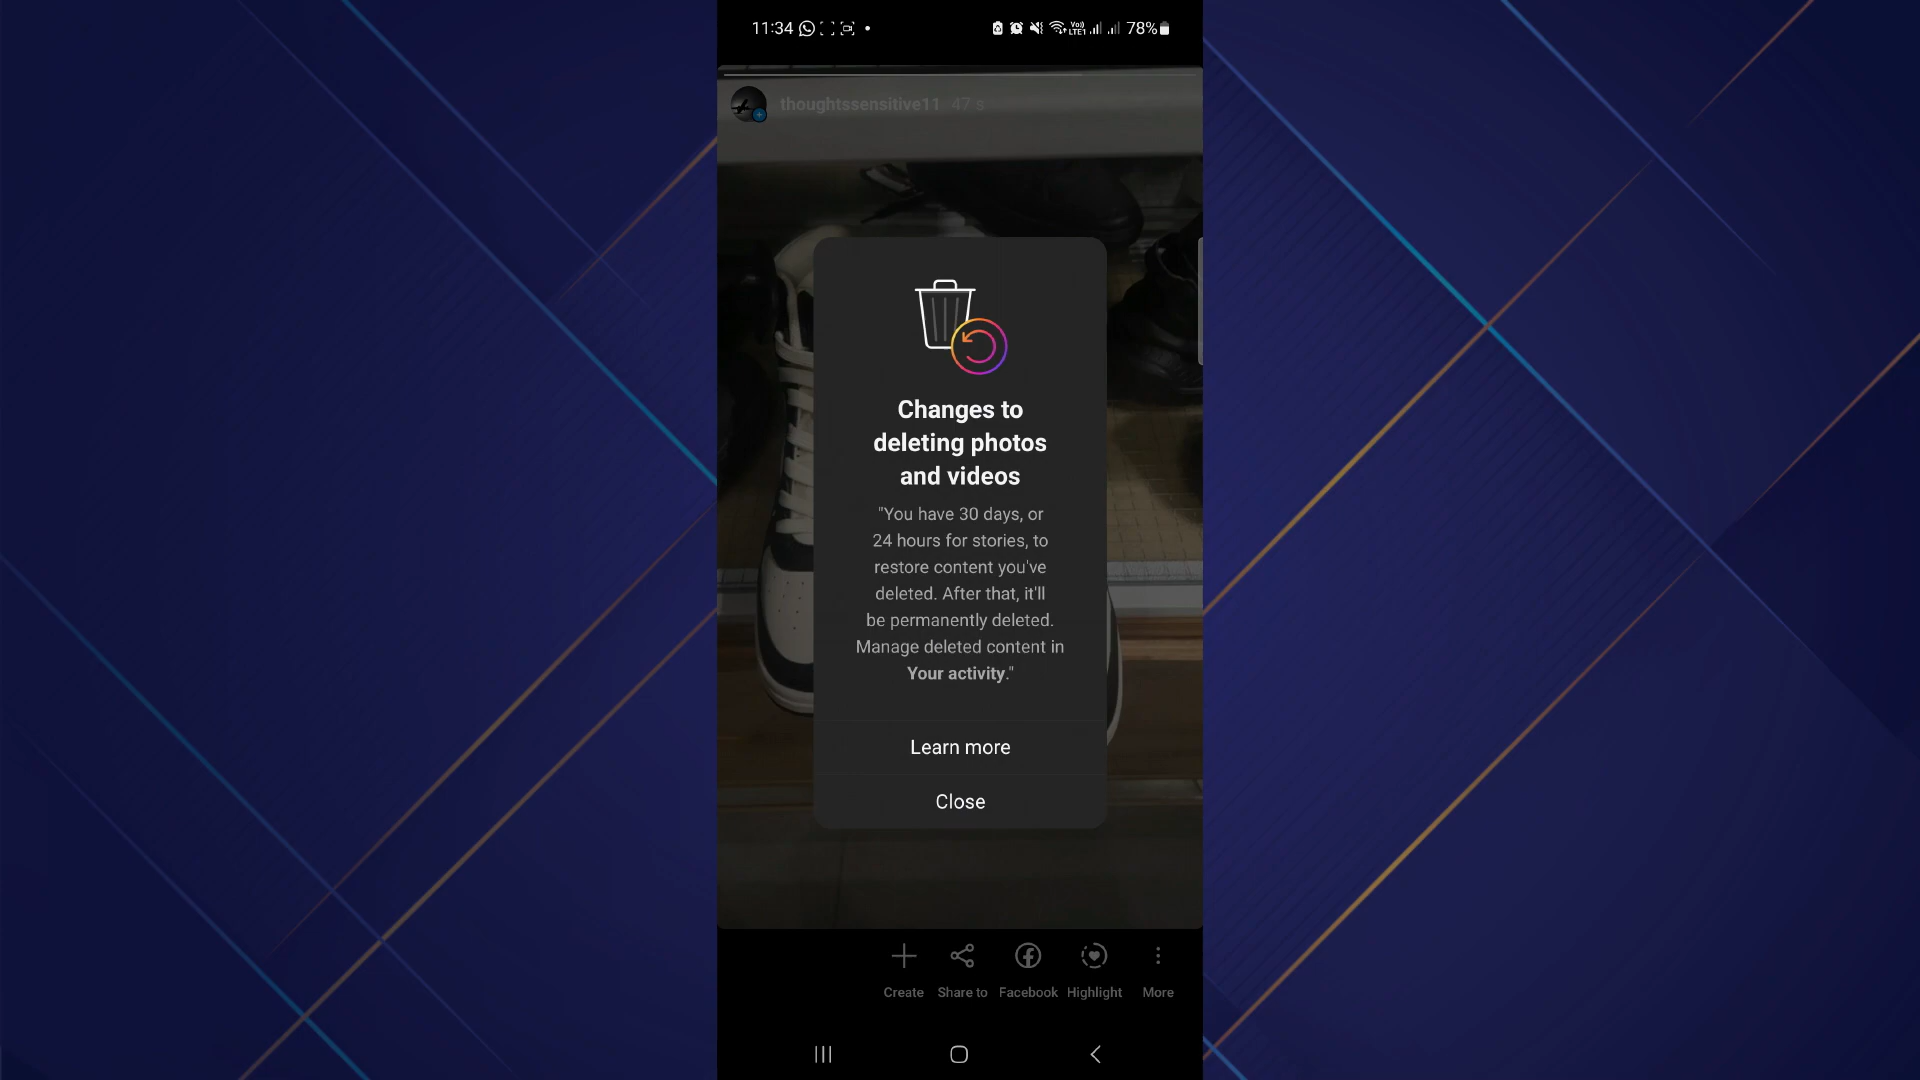 11:34 78%
Vo)) LTE1
thoughtssensitive11 47 s
Changes to
deleting photos
and videos
"You have 30 days, or
24 hours for stories, to
restore content you've
deleted. After that, it'll
be permanently deleted.
Manage deleted content in
Your activity."
Learn more
Close
Create Share to Facebook Highlight More